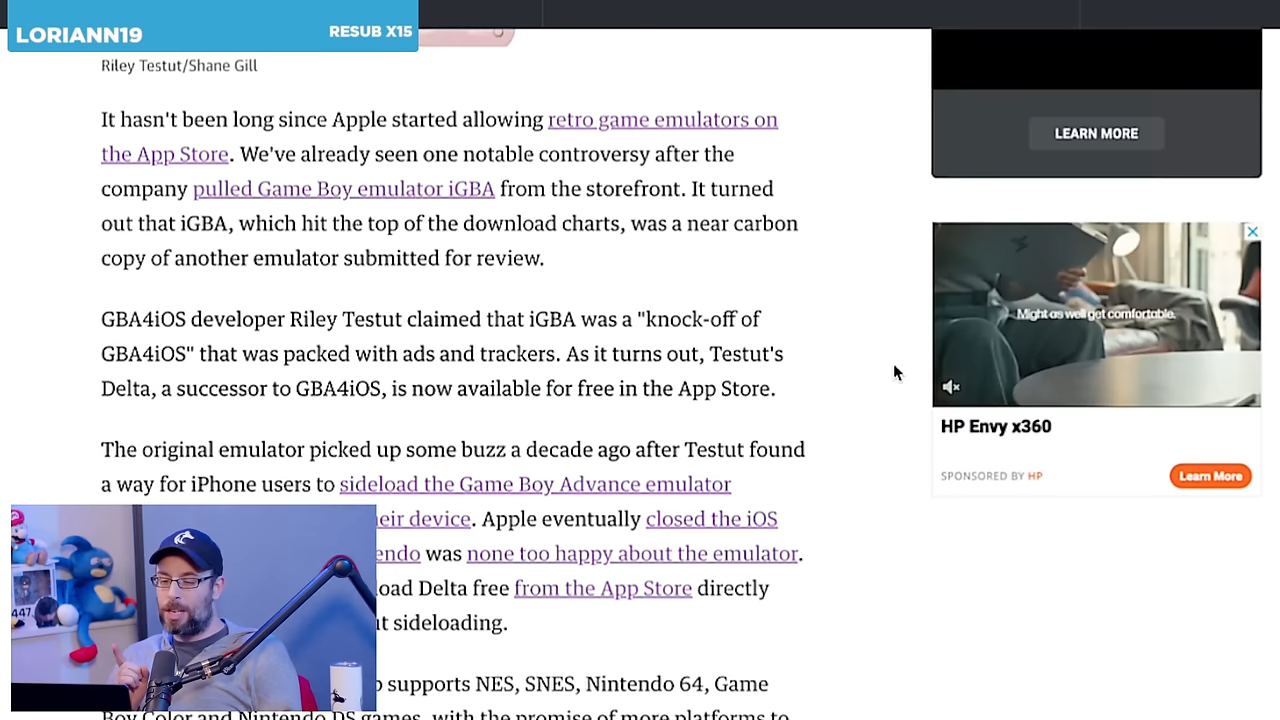 LORIANN19
RESUB X15
Riley Testut/Shane Gill
It hasn't been long since Apple started allowing retro game emulators on
the App Store. We've already seen one notable controversy after the
company pulled Game Boy emulator iGBA from the storefront. It turned
out that iGBA, which hit the top of the download charts, was a near carbon
copy of another emulator submitted for review.
GBA4iOS developer Riley Testut claimed that iGBA was a "knock-off of
GBA4iOS" that was packed with ads and trackers. As it turns out, Testut's
Delta, a successor to GBA4iOS, is now available for free in the App Store.
The original emulator picked up some buzz a decade ago after Testut found
a way for iPhone users to sideload the Game Boy Advance emulator
device. Apple eventually closed the iOS
was none too happy about the emulator.
Delta free from the App Store directly
sideloading.
supports NES, SNES, Nintendo 64, Game
Boy Color and Nintendo DS games, with the promise of more platforms to
LEARN MORE
Might as well get comfortable.
HP Envy x360
SPONSORED BY HP
Learn More
447